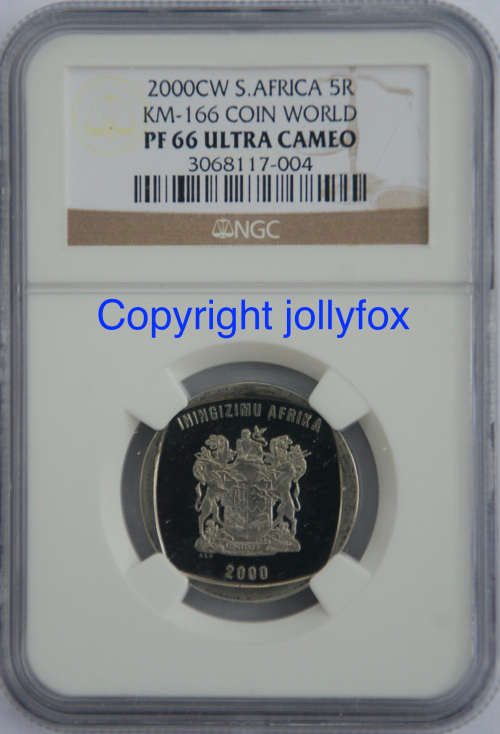 2000CW S.AFRICA 5R
KM-166 COIN WORLD
PF 66 ULTRA CAMEO
3068117-004
NGC
Copyright jollyfox
ININGIZIMU AFRIKA
2000